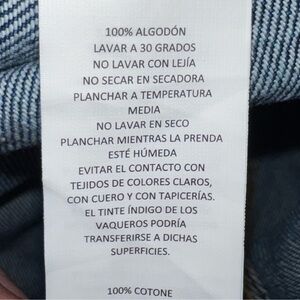 100% ALGODÓN
LAVAR A 30 GRADOS
NO LAVAR CON LEJÍA
NO SECAR EN SECADORA
PLANCHAR A TEMPERATURA
MEDIA
NO LAVAR EN SECO
PLANCHAR MIENTRAS LA PRENDA
ESTÉ HÚMEDA
EVITAR EL CONTACTO CON
TEJIDOS DE COLORES CLAROS,
CON CUERO Y CON TAPICERÍAS.
EL TINTE ÍNDIGO DE LOS
VAQUEROS PODRÍA
TRANSFERIRSE A DICHAS
SUPERFICIES.
100% COTONE